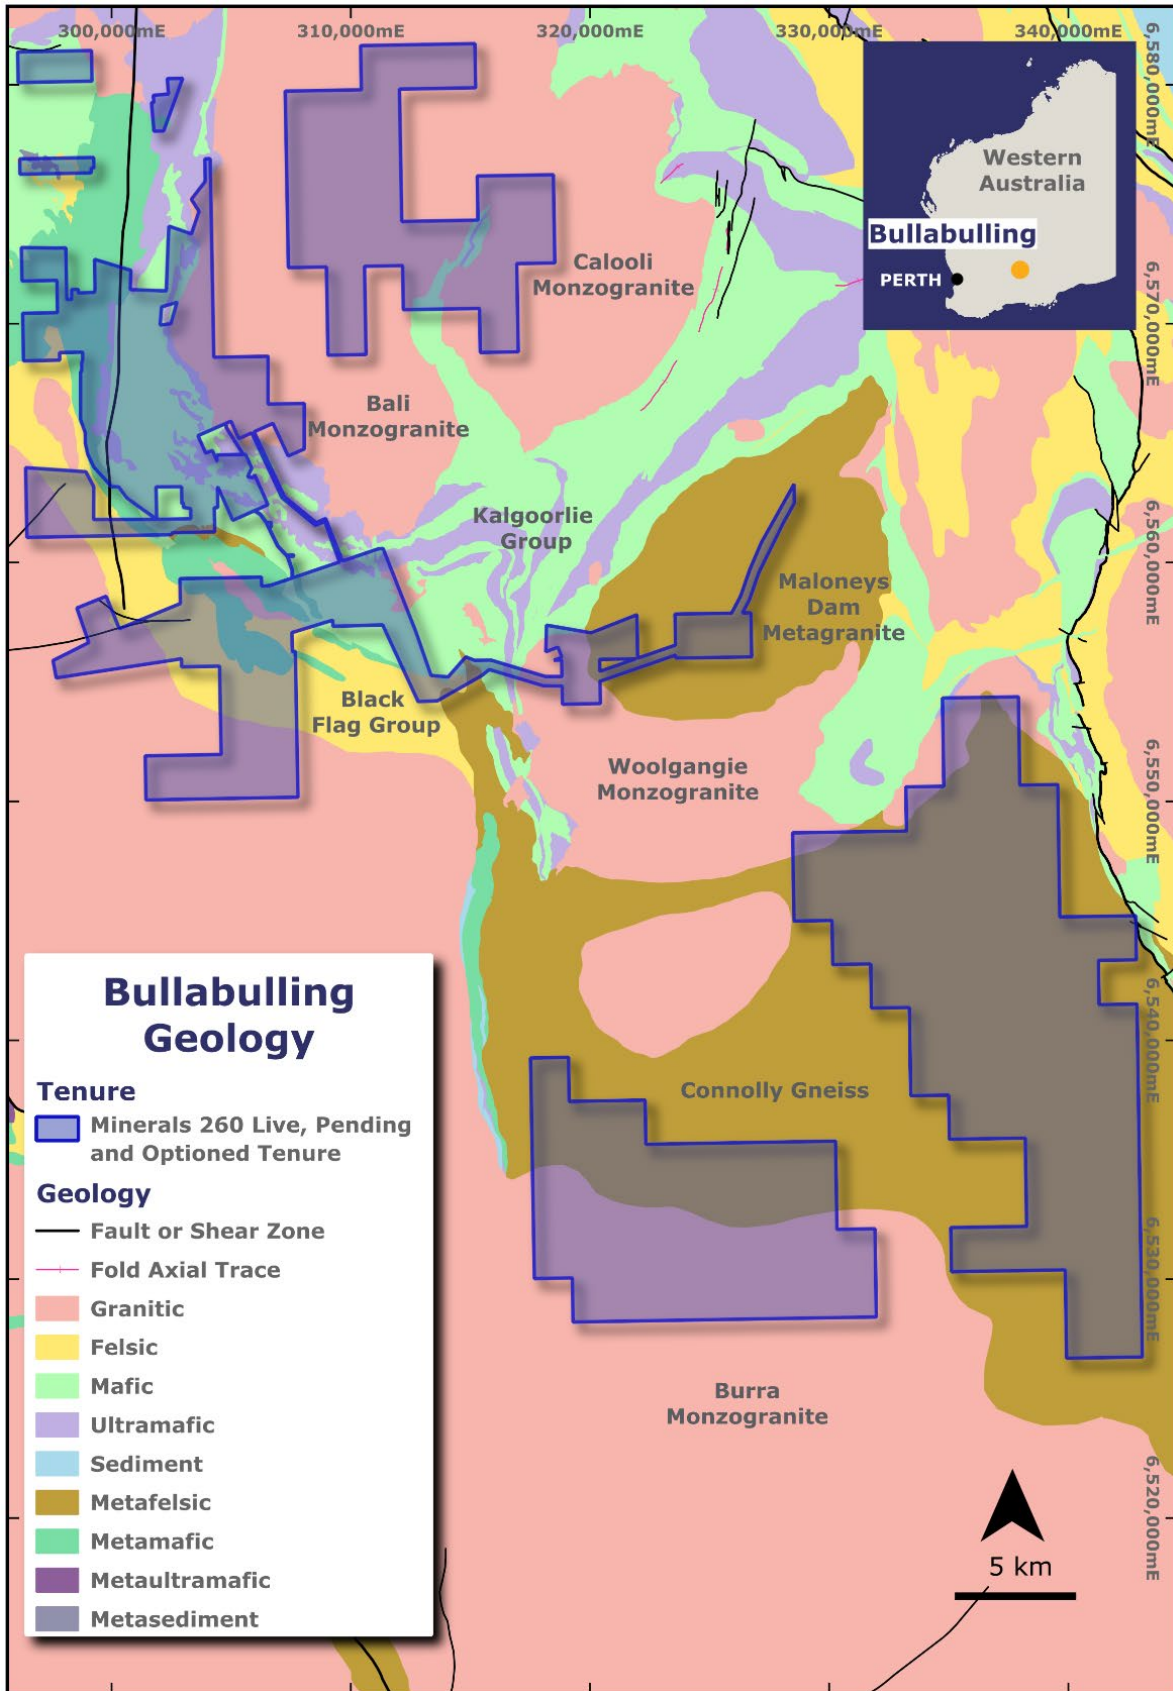 300,000mE
310,000mE
320,000mE
330,000mE
340,000mE
6,580,000mE
Western
Australia
Bullabulling
PERTH
Calooli
Monzogranite
6,570,000mE
Bali
Monzogranite
Kalgoorlie
Group
6,560,000mE
Maloneys
Dam
Metagranite
Black
Flag Group
Woolgangie
Monzogranite
6,550,000mE
6,540,000mE
Connolly Gneiss
6,530,000mE
Burra
Monzogranite
6,520,000mE
5 km
Bullabulling
Geology
Tenure
Minerals 260 Live, Pending
and Optioned Tenure
Geology
Fault or Shear Zone
Fold Axial Trace
Granitic
Felsic
Mafic
Ultramafic
Sediment
Metafelsic
Metamafic
Metaultramafic
Metasediment